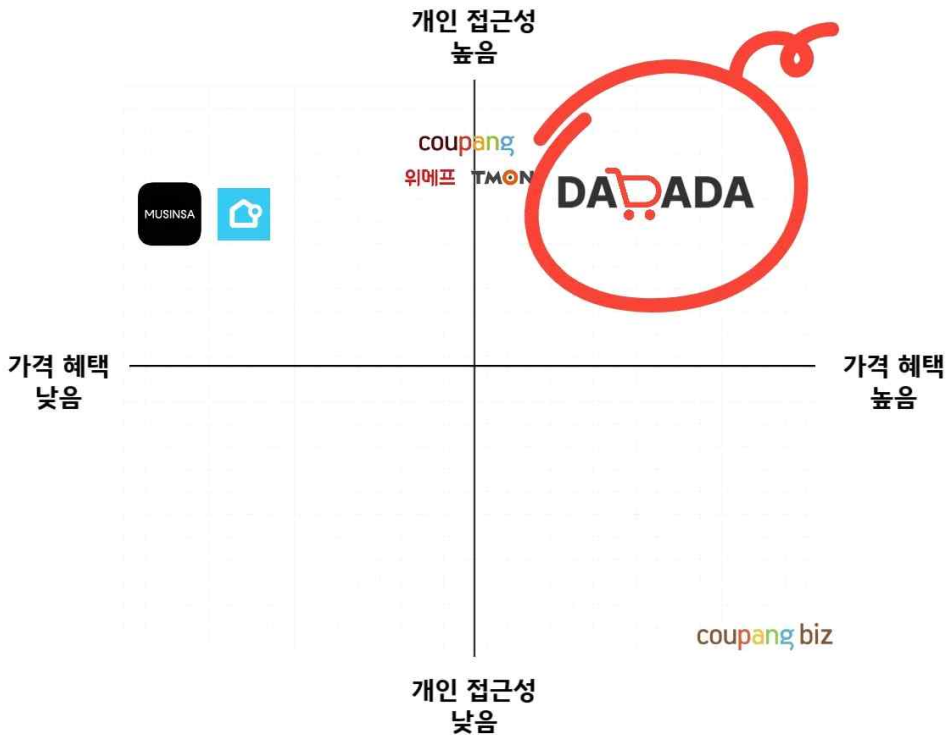 개인 접근성
높음
coupang
위메프 TMON
DADADA
MUSINSA
가격 혜택
낮음
가격 혜택
높음
coupang biz
개인 접근성
낮음